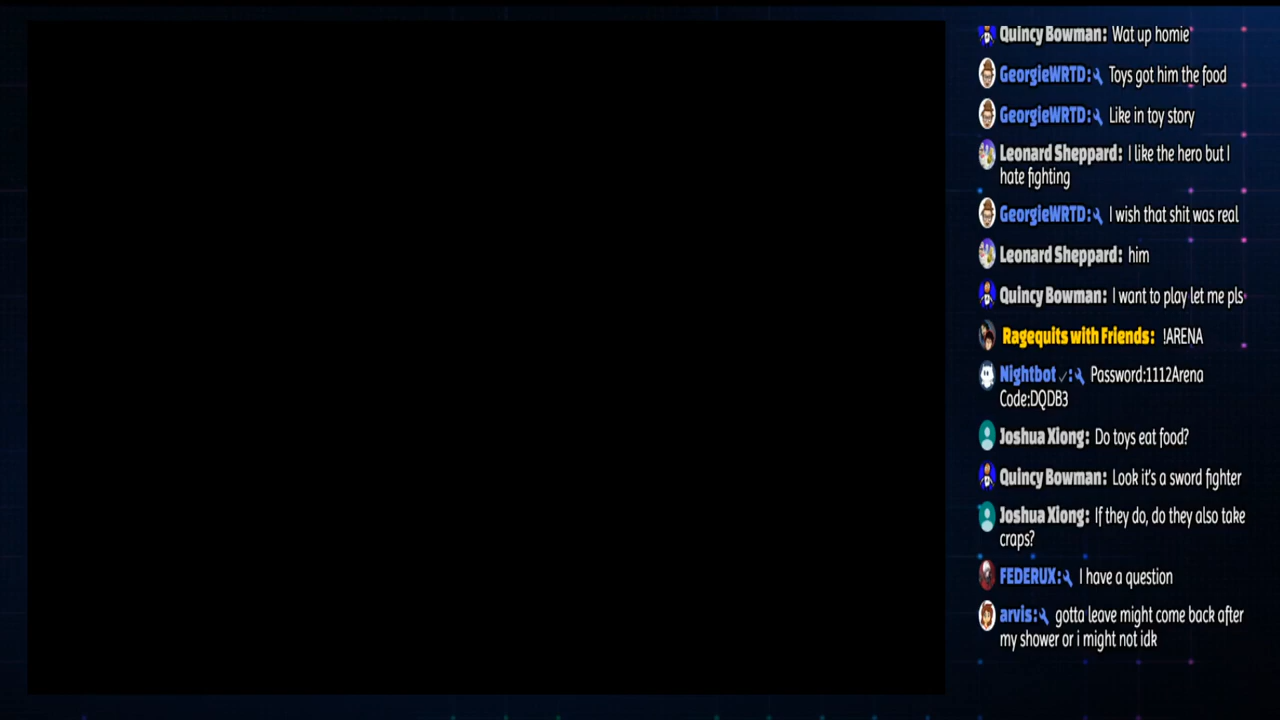 Quincy Bowman: Wat up homie
GeorgieWRTD: Toys got him the food
GeorgieWRTD: Like in toy story
Leonard Sheppard: I like the hero but I
hate fighting
GeorgieWRTD: I wish that shit was real
Leonard Sheppard: him
Quincy Bowman: I want to play let me pls
Ragequits with Friends: !ARENA
Nightbot ✓: Password:1112Arena
Code:DQDB3
Joshua Xiong: Do toys eat food?
Quincy Bowman: Look it's a sword fighter
Joshua Xiong: If they do, do they also take
craps?
FEDERUX: I have a question
arvis: gotta leave might come back after
my shower or i might not idk